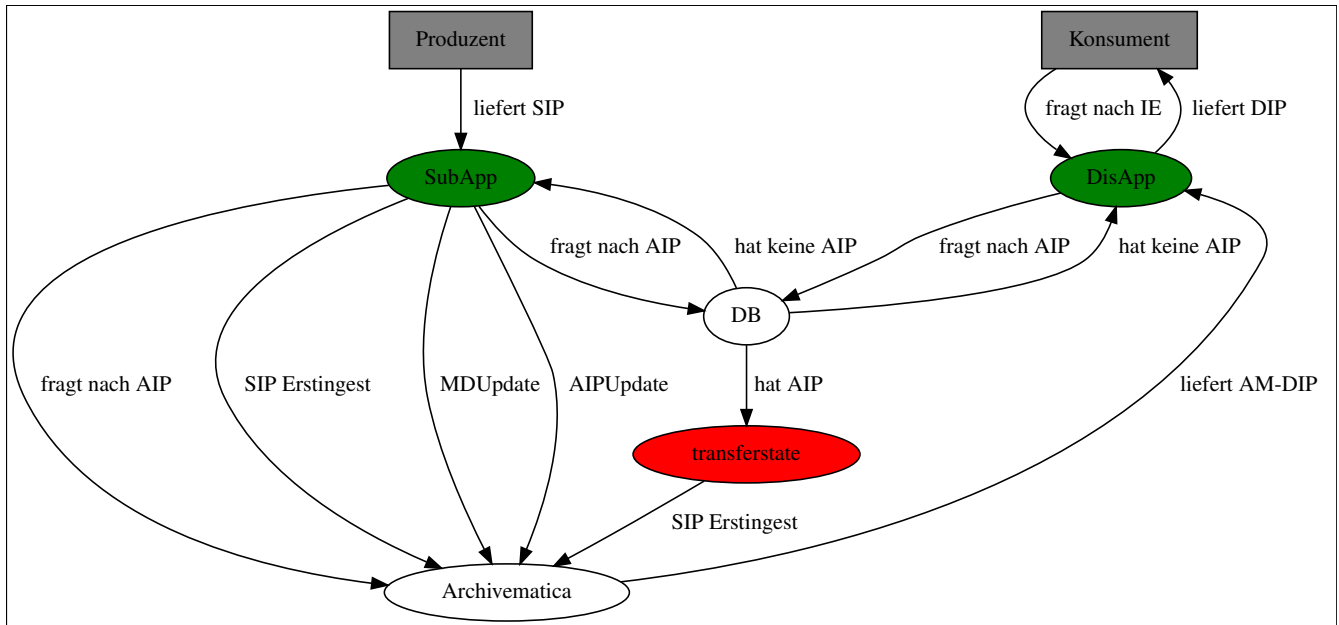 Produzent
Konsument
liefert SIP
fragt nach IE
liefert DIP
SubApp
DisApp
fragt nach AIP
hat keine AIP
fragt nach AIP
hat keine AIP
DB
fragt nach AIP
SIP Erstingest
MDUpdate
AIPUpdate
hat AIP
liefert AM-DIP
transferstate
SIP Erstingest
Archivematica